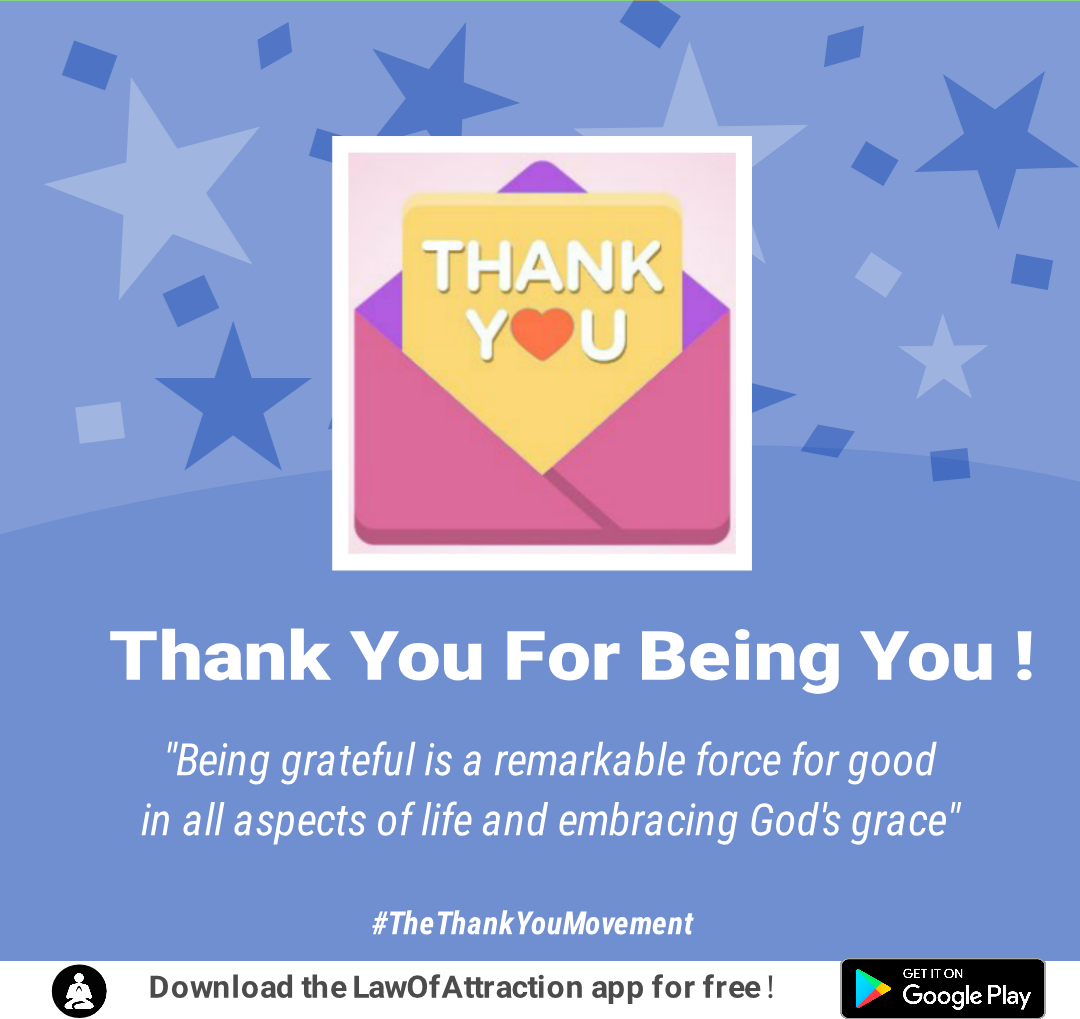 THANK
Y❤U
Thank You For Being You !
"Being grateful is a remarkable force for good
in all aspects of life and embracing God's grace"
#TheThankYouMovement
Download the LawOfAttraction app for free !
GET IT ON
Google Play